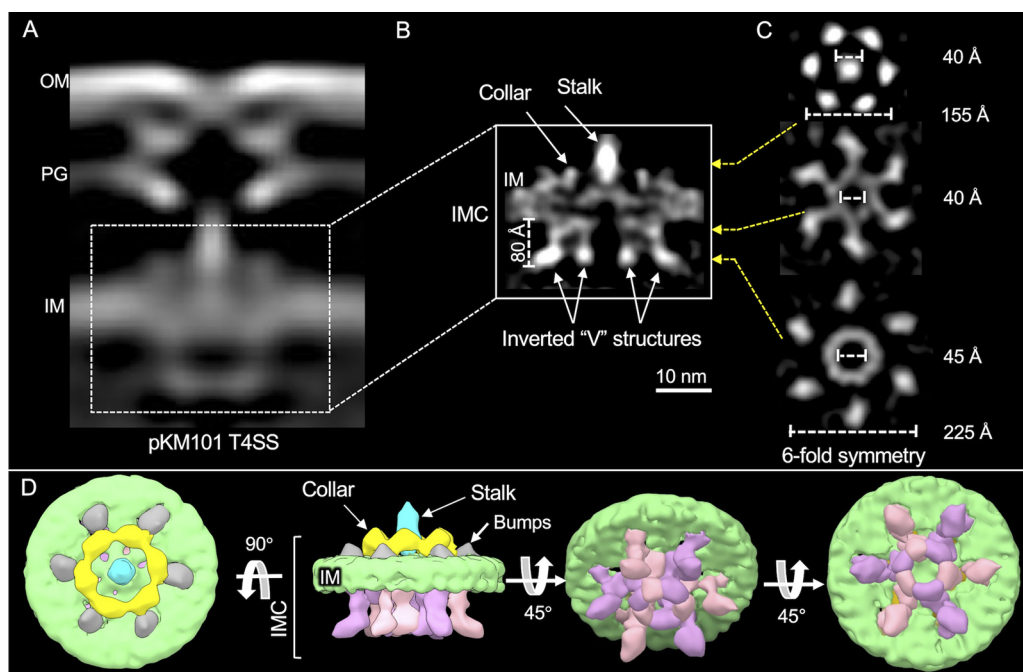 A
OM
PG
IM
pKM101 T4SS
B
Collar
Stalk
IM
IMC
80 Å
Inverted “V” structures
10 nm
C
40 Å
155 Å
40 Å
45 Å
225 Å
6-fold symmetry
D
90°
IMC
Collar
Stalk
Bumps
IM
45°
45°